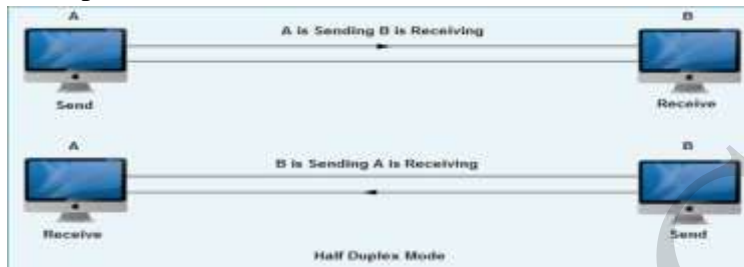 A B
A is Sending B is Receiving
Send Receive
A B
B is Sending A is Receiving
Receive Send
Half Duplex Mode